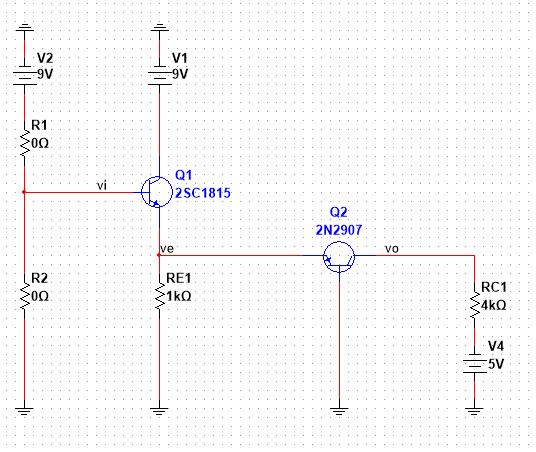 V2
9V
V1
9V
R1
0Ω
Q1
2SC1815
vi
Q2
2N2907
ve
vo
R2
0Ω
RE1
1kΩ
RC1
4kΩ
V4
5V